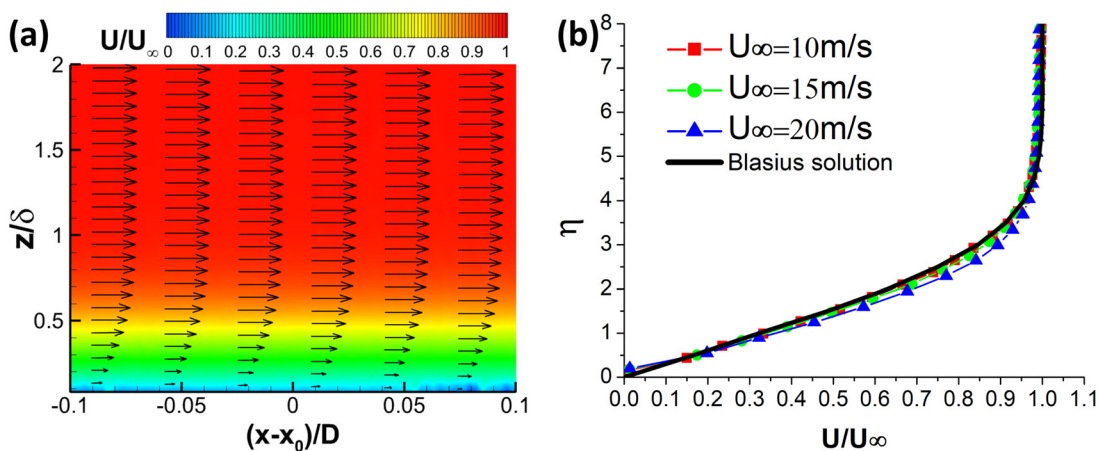 (a)
U/U∞
0 0.1 0.2 0.3 0.4 0.5 0.6 0.7 0.8 0.9 1
2
1.5
1
0.5
z/δ
-0.1 -0.05 0 0.05 0.1
(x-x₀)/D
(b)
8
7
6
5
4
3
2
1
0
η
U∞=10m/s
U∞=15m/s
U∞=20m/s
Blasius solution
0.0 0.1 0.2 0.3 0.4 0.5 0.6 0.7 0.8 0.9 1.0 1.1
U/U∞